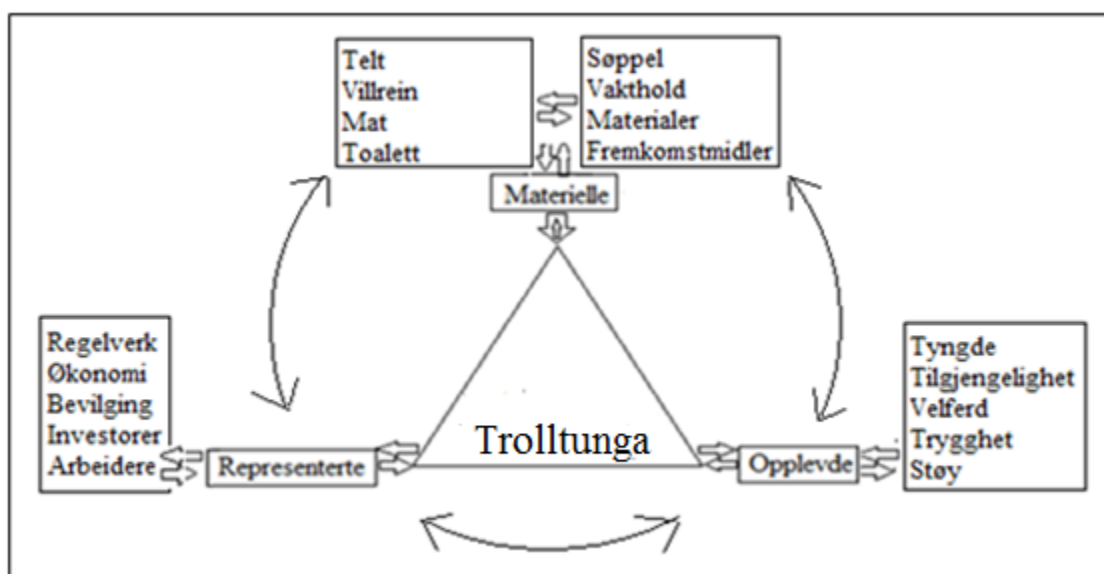 Telt
Villrein
Mat
Toalett
Søppel
Vakthold
Materialer
Fremkomstmidler
Materielle
Regelverk
Økonomi
Bevilging
Investorer
Arbeidere
Representerte
Trolltunga
Opplevde
Tyngde
Tilgjengelighet
Velferd
Trygghet
Støy